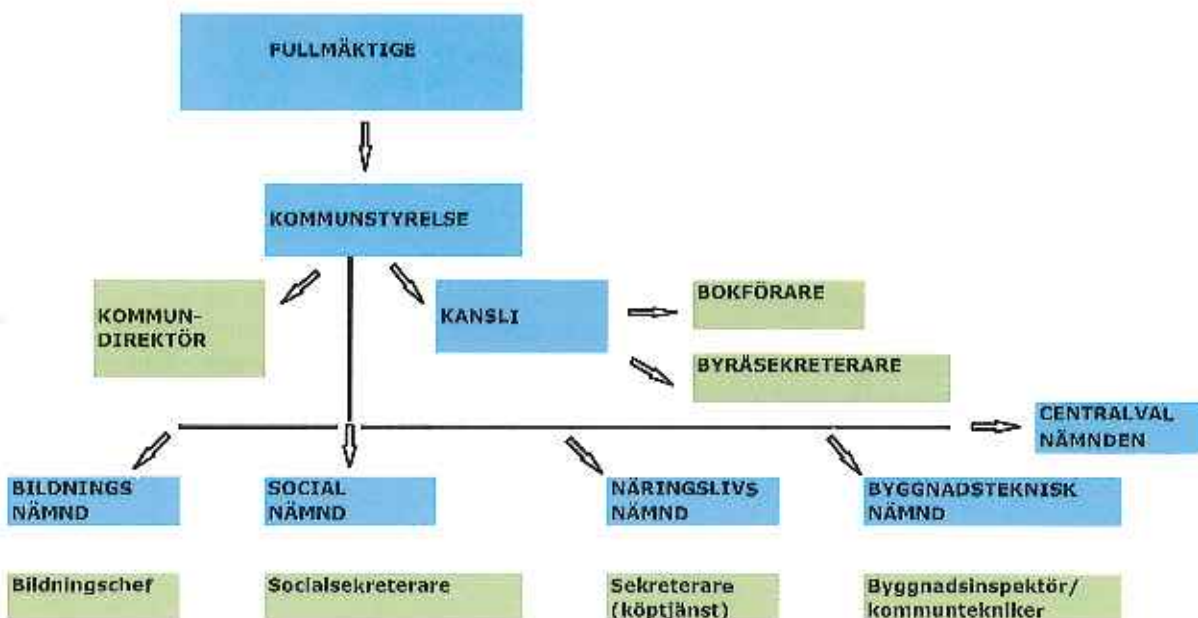 FULLMÄKTIGE
KOMMUNSTYRELSE
KOMMUN-
DIREKTÖR
KANSLI
BOKFÖRARE
BYRÅSEKRETERARE
CENTRALVAL
NÄMNDEN
BILDNINGS
NÄMND
SOCIAL
NÄMND
NÄRINGSLIVS
NÄMND
BYGGNADSTEKNISK
NÄMND
Bildningschef
Socialsekreterare
Sekreterare
(köptjänst)
Byggnadsinspektör/
kommuntekniker